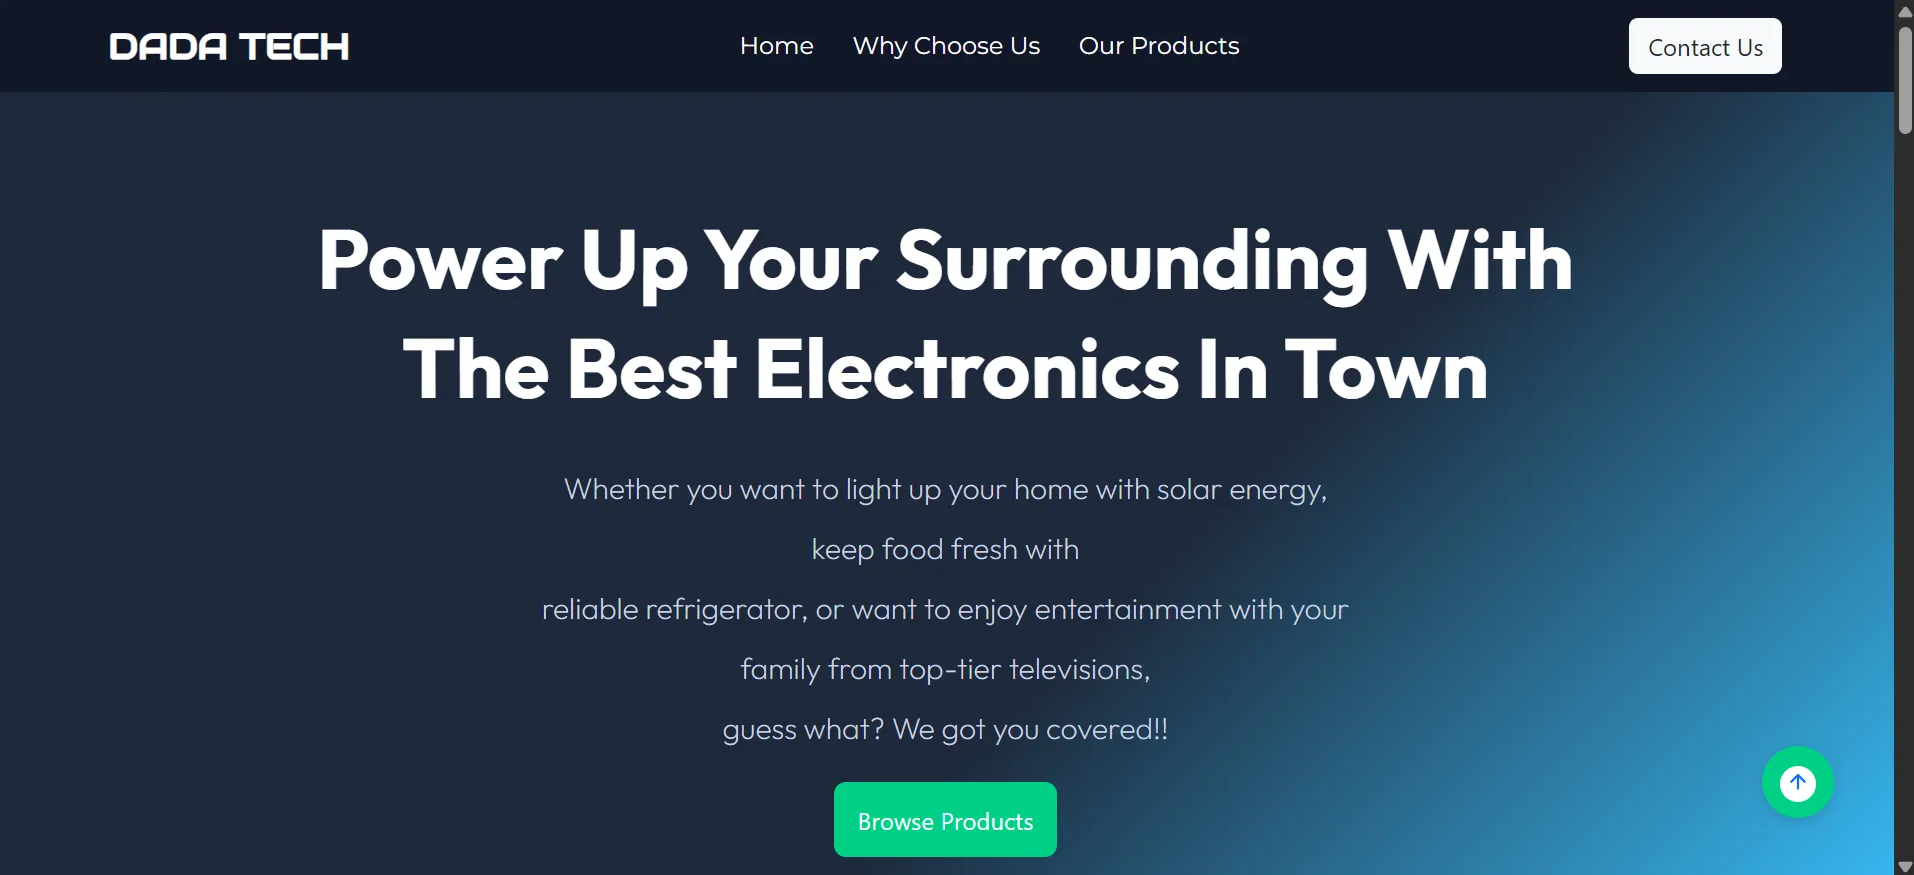 DADA TECH
Home
Why Choose Us
Our Products
Contact Us
Power Up Your Surrounding With
The Best Electronics In Town
Whether you want to light up your home with solar energy,
keep food fresh with
reliable refrigerator, or want to enjoy entertainment with your
family from top-tier televisions,
guess what? We got you covered!!
Browse Products